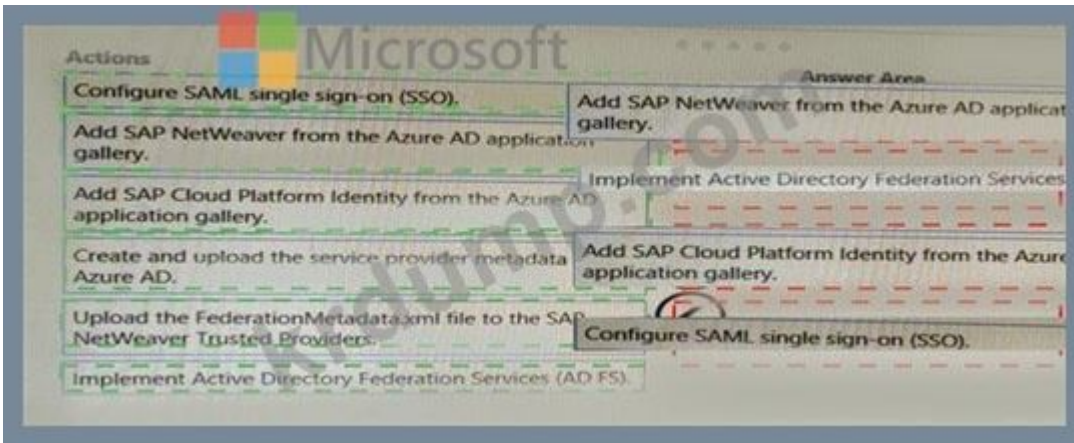 Microsoft
Actions
Configure SAML single sign-on (SSO).
Add SAP NetWeaver from the Azure AD application
gallery.
Add SAP Cloud Platform Identity from the Azure AD
application gallery.
Create and upload the service provider metadata
Azure AD.
Upload the FederationMetadata.xml file to the SAP
NetWeaver Trusted Providers.
Implement Active Directory Federation Services (AD FS).
Answer Area
Add SAP NetWeaver from the Azure AD applicat
gallery.
Implement Active Directory Federation Services
Add SAP Cloud Platform Identity from the Azure
application gallery.
Configure SAML single sign-on (SSO).
krdump.com